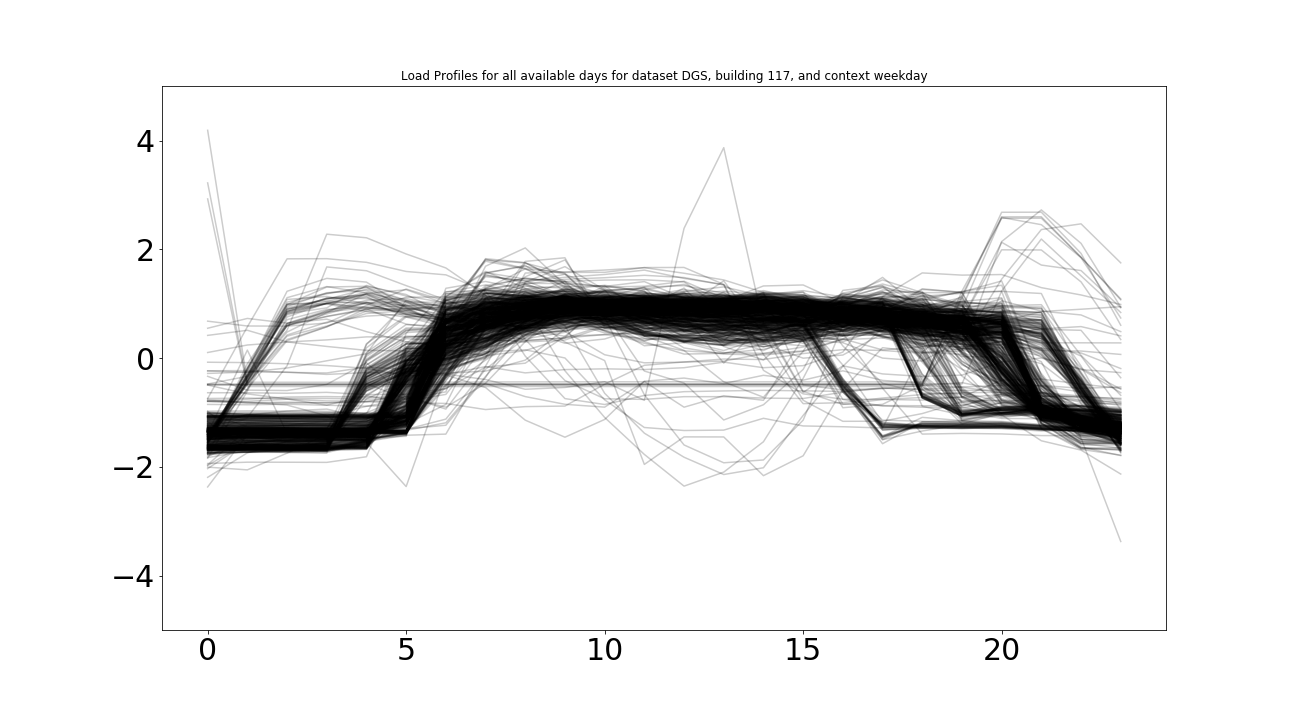 Load Profiles for all available days for dataset DGS, building 117, and context weekday
4
2
0
−2
−4
0 5 10 15 20